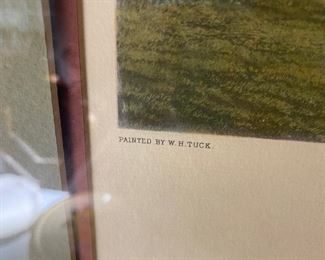 PAINTED BY W. H. TUCK.